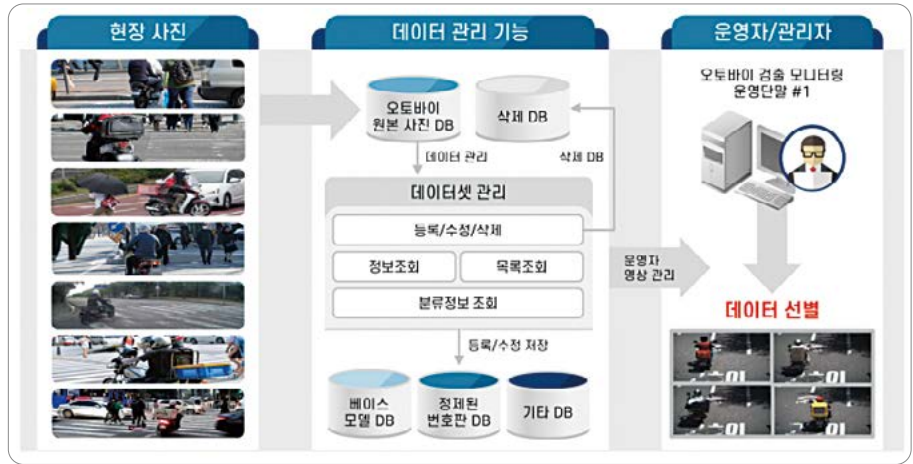 현장 사진
데이터 관리 기능
오토바이
원본 사진 DB
삭제 DB
데이터 관리
삭제 DB
데이터셋 관리
등록/수정/삭제
정보조회
목록조회
분류정보 조회
등록/수정 저장
베이스
모델 DB
정제된
번호판 DB
기타 DB
운영자
영상 관리
운영자/관리자
오토바이 검출 모니터링
운영단말 #1
데이터 선별